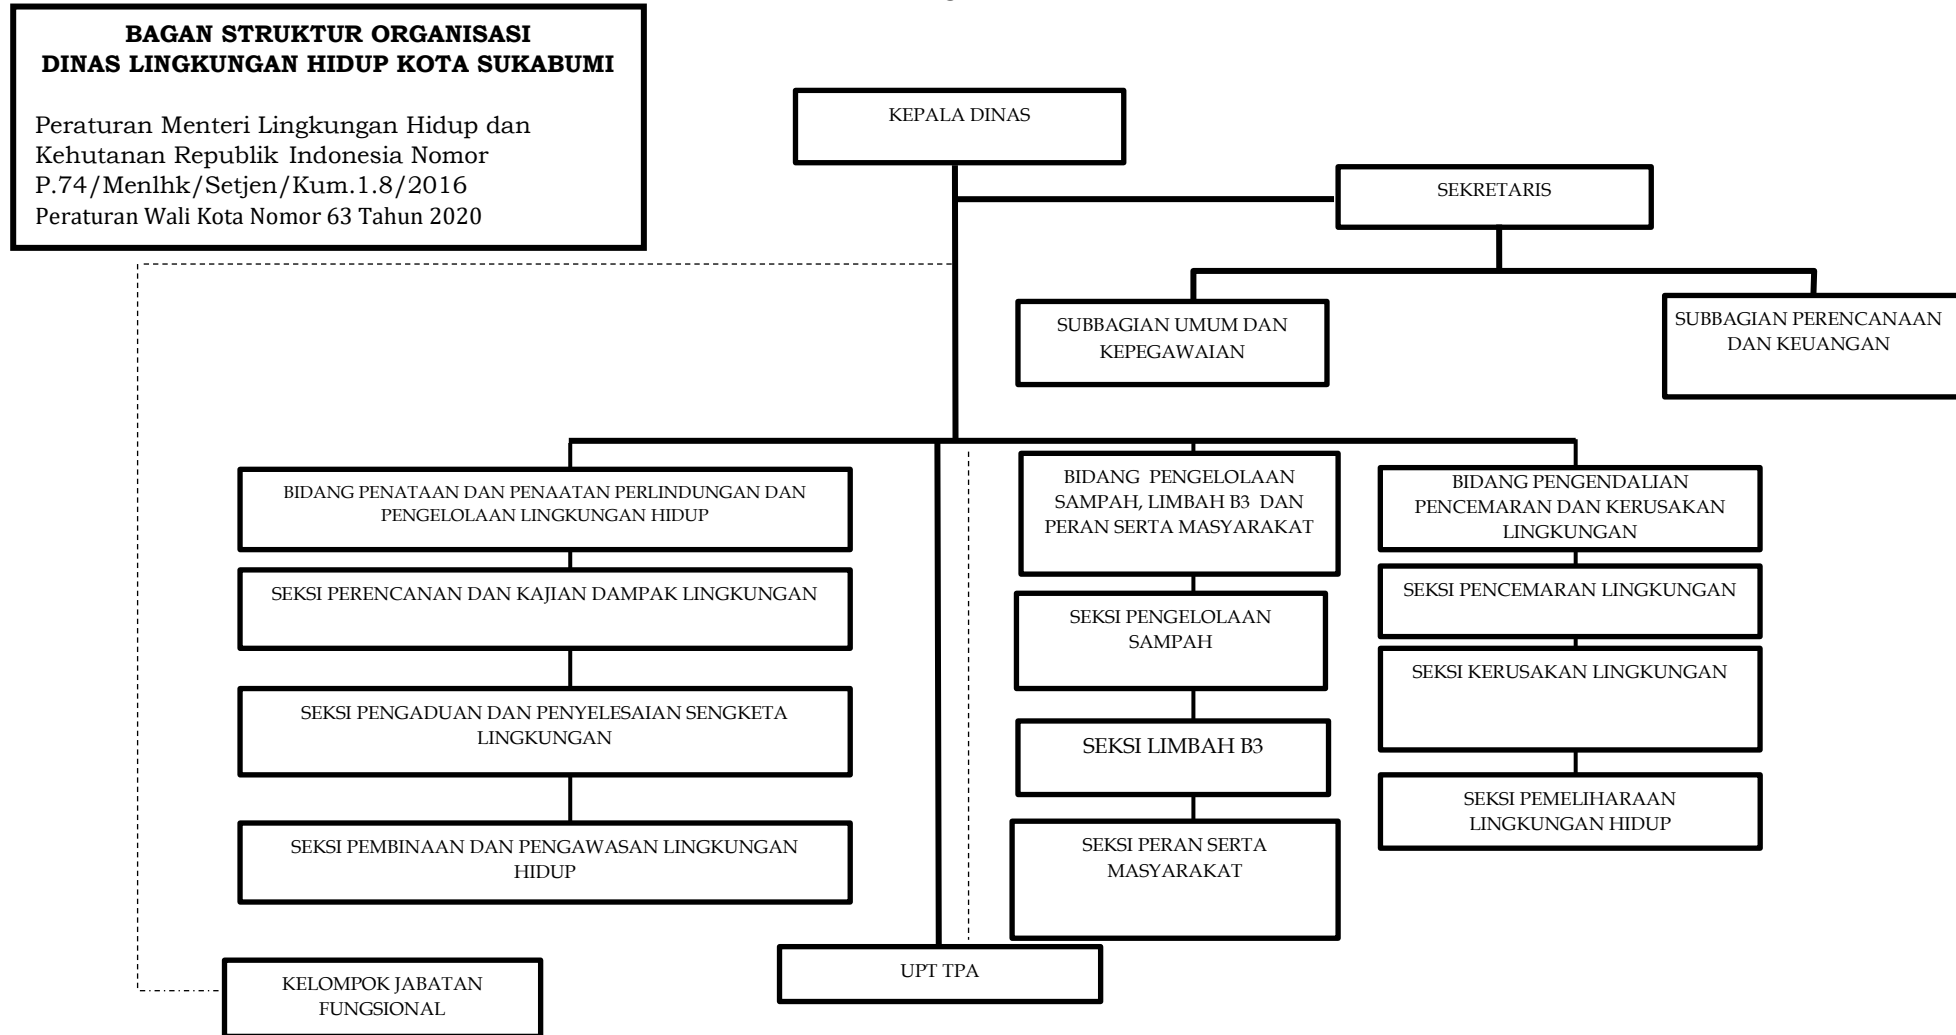 BAGAN STRUKTUR ORGANISASI
DINAS LINGKUNGAN HIDUP KOTA SUKABUMI
Peraturan Menteri Lingkungan Hidup dan
Kehutanan Republik Indonesia Nomor
P.74/Menlhk/Setjen/Kum.1.8/2016
Peraturan Wali Kota Nomor 63 Tahun 2020
KEPALA DINAS
SEKRETARIS
SUBBAGIAN UMUM DAN
KEPEGAWAIAN
SUBBAGIAN PERENCANAAN
DAN KEUANGAN
BIDANG PENATAAN DAN PENAATAN PERLINDUNGAN DAN
PENGELOLAAN LINGKUNGAN HIDUP
SEKSI PERENCANAN DAN KAJIAN DAMPAK LINGKUNGAN
SEKSI PENGADUAN DAN PENYELESAIAN SENGKETA
LINGKUNGAN
SEKSI PEMBINAAN DAN PENGAWASAN LINGKUNGAN
HIDUP
BIDANG PENGELOLAAN
SAMPAH, LIMBAH B3 DAN
PERAN SERTA MASYARAKAT
SEKSI PENGELOLAAN
SAMPAH
SEKSI LIMBAH B3
SEKSI PERAN SERTA
MASYARAKAT
BIDANG PENGENDALIAN
PENCEMARAN DAN KERUSAKAN
LINGKUNGAN
SEKSI PENCEMARAN LINGKUNGAN
SEKSI KERUSAKAN LINGKUNGAN
SEKSI PEMELIHARAAN
LINGKUNGAN HIDUP
KELOMPOK JABATAN
FUNGSIONAL
UPT TPA